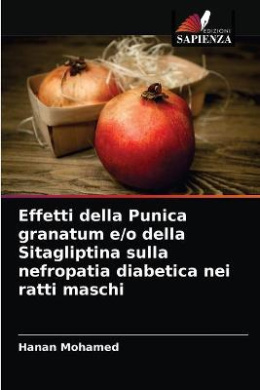 EDIZIONI
SAPIENZA
Effetti della Punica
granatum e/o della
Sitagliptina sulla
nefropatia diabetica nei
ratti maschi
Hanan Mohamed